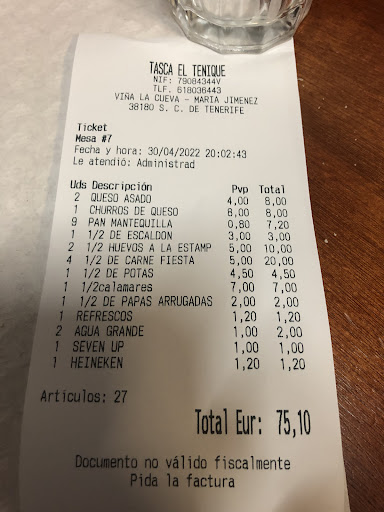 TASCA EL TENIQUE
NIF: 79084344V
TLF. 618036443
VIÑA LA CUEVA - MARIA JIMENEZ
38180 S. C. DE TENERIFE
Ticket
Mesa #7
Fecha y hora: 30/04/2022 20:02:43
Le atendió: Administrad
Uds Descripción Pvp Total
2 QUESO ASADO 4,00 8,00
1 CHURROS DE QUESO 8,00 8,00
9 PAN MANTEQUILLA 0,80 7,20
1 1/2 DE ESCALDON 3,00 3,00
2 1/2 HUEVOS A LA ESTAMP 5,00 10,00
4 1/2 DE CARNE FIESTA 5,00 20,00
1 1/2 DE POTAS 4,50 4,50
1 1/2calamares 7,00 7,00
1 1/2 DE PAPAS ARRUGADAS 2,00 2,00
1 REFRESCOS 1,20 1,20
2 AGUA GRANDE 1,00 2,00
1 SEVEN UP 1,00 1,00
1 HEINEKEN 1,20 1,20
Artículos: 27
Total Eur: 75,10
Documento no válido fiscalmente
Pida la factura